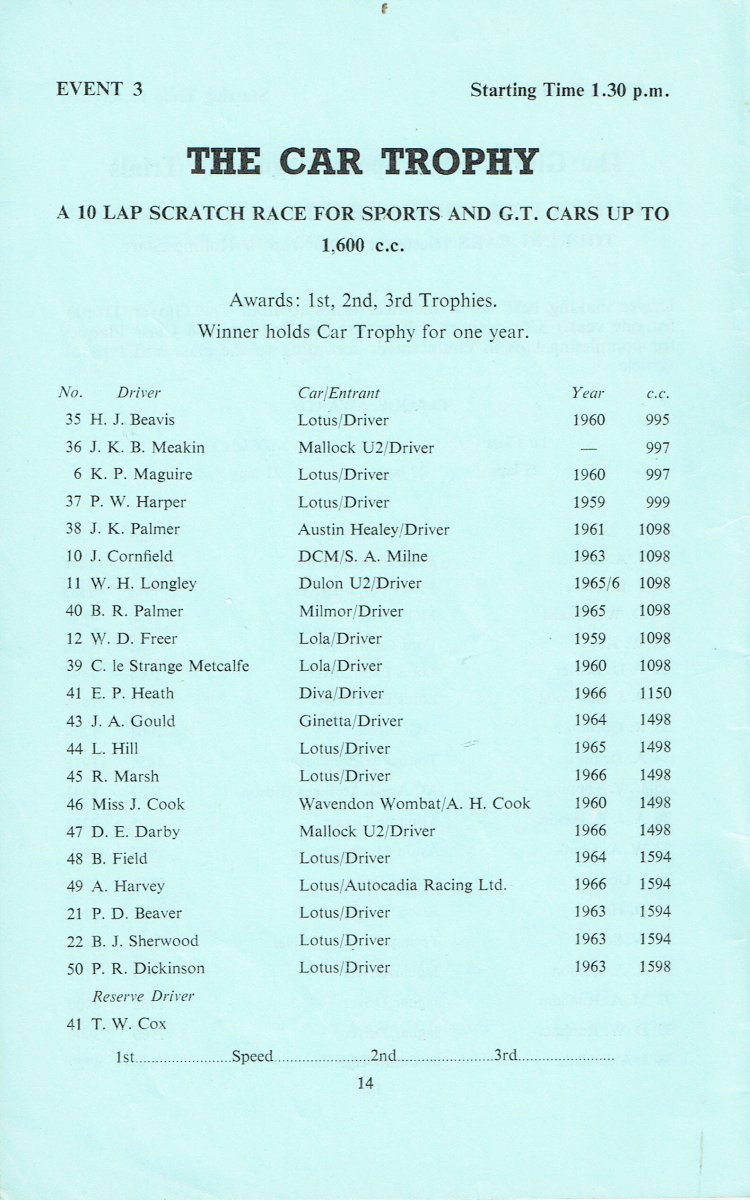 EVENT 3 Starting Time 1.30 p.m.
THE CAR TROPHY
A 10 LAP SCRATCH RACE FOR SPORTS AND G.T. CARS UP TO
1,600 c.c.
Awards: 1st, 2nd, 3rd Trophies.
Winner holds Car Trophy for one year.
No. Driver Car/Entrant Year c.c.
35 H. J. Beavis Lotus/Driver 1960 995
36 J. K. B. Meakin Mallock U2/Driver — 997
6 K. P. Maguire Lotus/Driver 1960 997
37 P. W. Harper Lotus/Driver 1959 999
38 J. K. Palmer Austin Healey/Driver 1961 1098
10 J. Cornfield DCM/S. A. Milne 1963 1098
11 W. H. Longley Dulon U2/Driver 1965/6 1098
40 B. R. Palmer Milmor/Driver 1965 1098
12 W. D. Freer Lola/Driver 1959 1098
39 C. le Strange Metcalfe Lola/Driver 1960 1098
41 E. P. Heath Diva/Driver 1966 1150
43 J. A. Gould Ginetta/Driver 1964 1498
44 L. Hill Lotus/Driver 1965 1498
45 R. Marsh Lotus/Driver 1966 1498
46 Miss J. Cook Wavendon Wombat/A. H. Cook 1960 1498
47 D. E. Darby Mallock U2/Driver 1966 1498
48 B. Field Lotus/Driver 1964 1594
49 A. Harvey Lotus/Autocadia Racing Ltd. 1966 1594
21 P. D. Beaver Lotus/Driver 1963 1594
22 B. J. Sherwood Lotus/Driver 1963 1594
50 P. R. Dickinson Lotus/Driver 1963 1598
Reserve Driver
41 T. W. Cox
1st.......................Speed......................2nd.......................3rd.......................
14